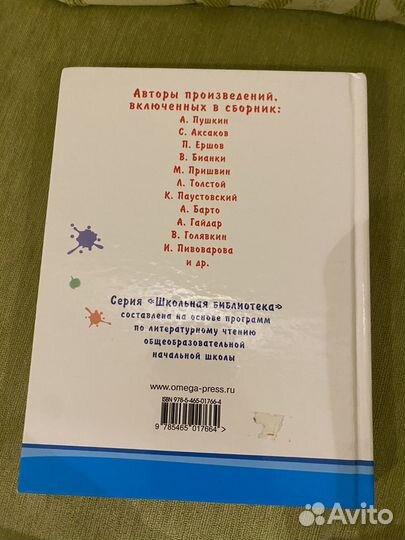 Авторы произведений,
включенных в сборник:
А. Пушкин
С. Аксаков
П. Ершов
В. Бианки
М. Пришвин
Л. Толстой
К. Паустовский
А. Барто
А. Гайдар
В. Голявкин
И. Пивоварова
и др.
Серия «Школьная библиотека»
составлена на основе программ
по литературному чтению
общеобразовательной
начальной школы
www.omega-press.ru
ISBN 978-5-465-01766-4
9 785465 017664 >
Avito